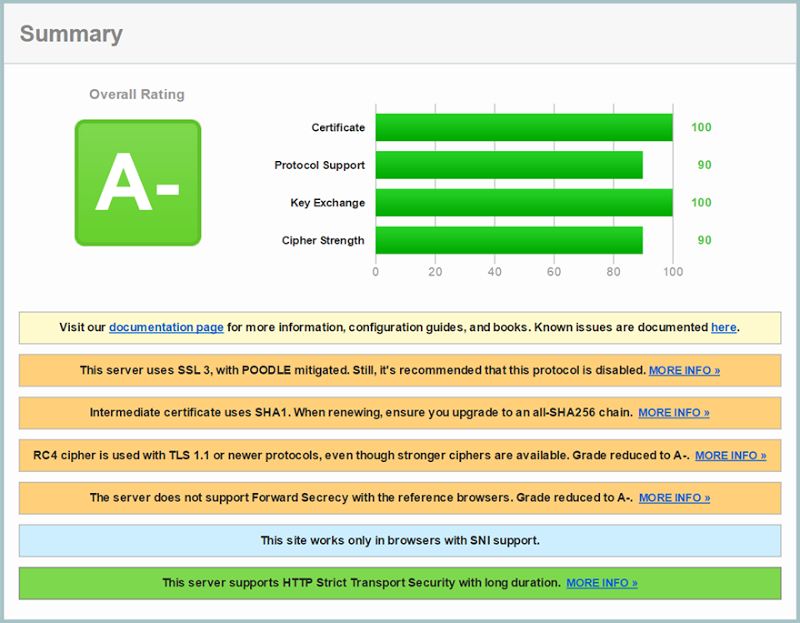 Summary
Overall Rating
A-
Certificate 100
Protocol Support 90
Key Exchange 100
Cipher Strength 90
0 20 40 60 80 100
Visit our documentation page for more information, configuration guides, and books. Known issues are documented here.
This server uses SSL 3, with POODLE mitigated. Still, it's recommended that this protocol is disabled. MORE INFO »
Intermediate certificate uses SHA1. When renewing, ensure you upgrade to an all-SHA256 chain. MORE INFO »
RC4 cipher is used with TLS 1.1 or newer protocols, even though stronger ciphers are available. Grade reduced to A-. MORE INFO »
The server does not support Forward Secrecy with the reference browsers. Grade reduced to A-. MORE INFO »
This site works only in browsers with SNI support.
This server supports HTTP Strict Transport Security with long duration. MORE INFO »